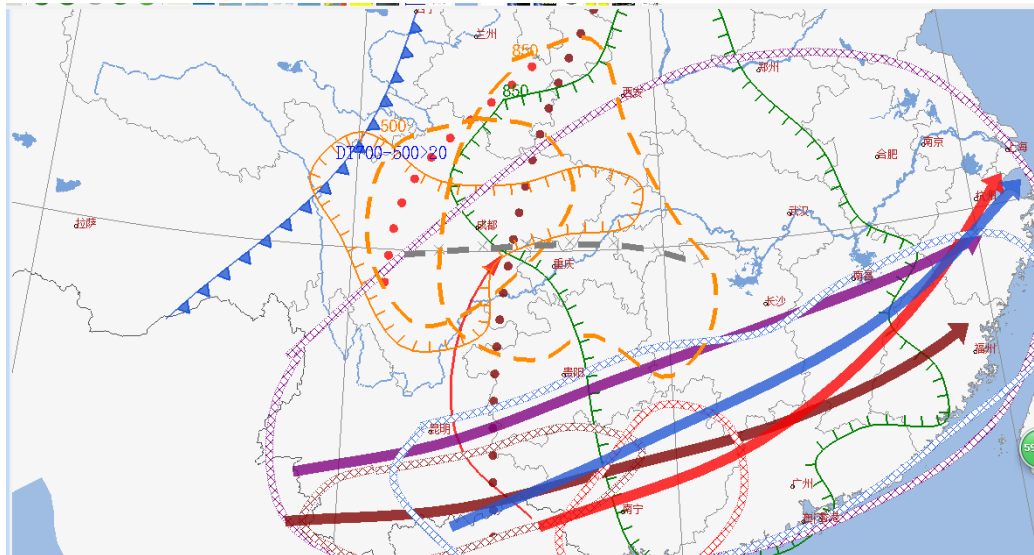 兰州
850
郑州
西安
850
500
DT700-500>20
南京
上海
合肥
杭州
武汉
拉萨
成都
重庆
南昌
长沙
福州
贵阳
昆明
广州
南宁